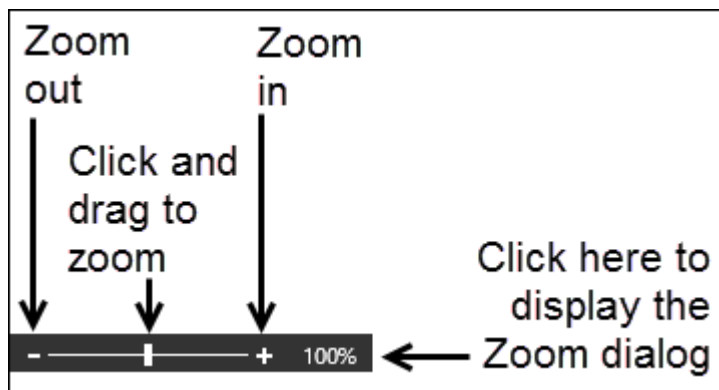 Zoom
out
Zoom
in
Click and
drag to
zoom
Click here to
display the
Zoom dialog
- + 100%